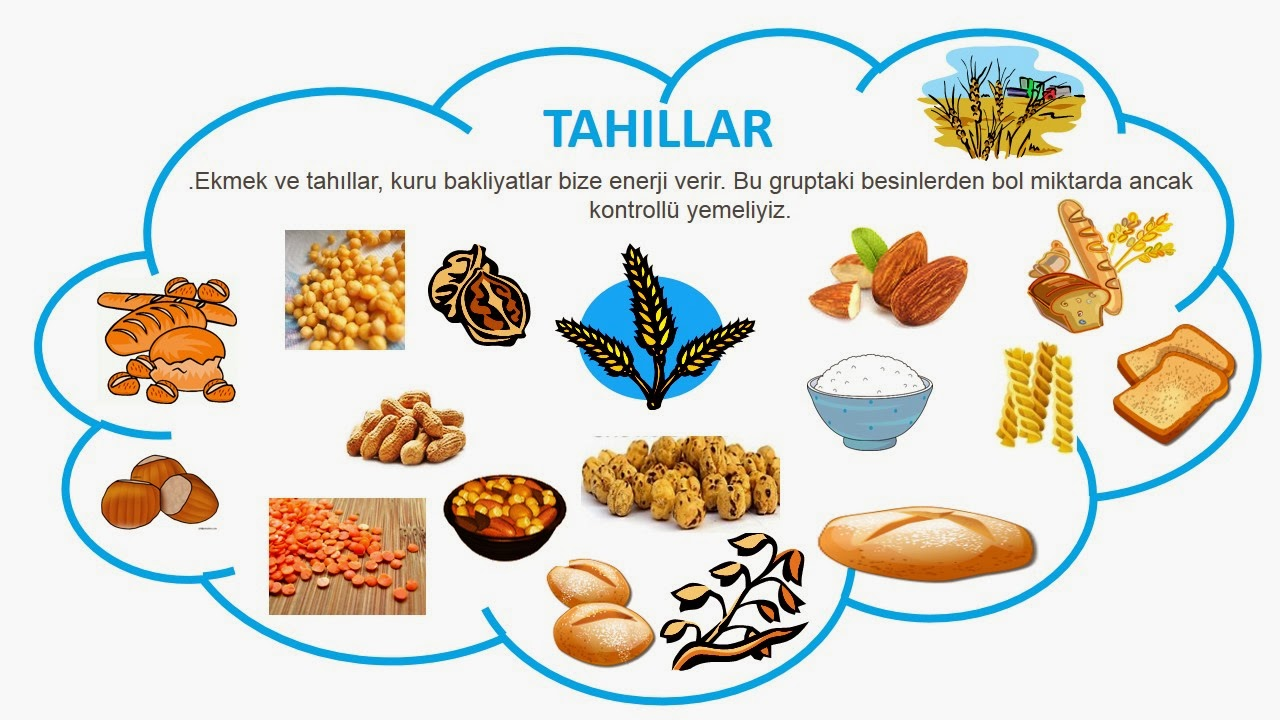 TAHILLAR
.Ekmek ve tahıllar, kuru bakliyatlar bize enerji verir. Bu gruptaki besinlerden bol miktarda ancak
kontrollü yemeliyiz.